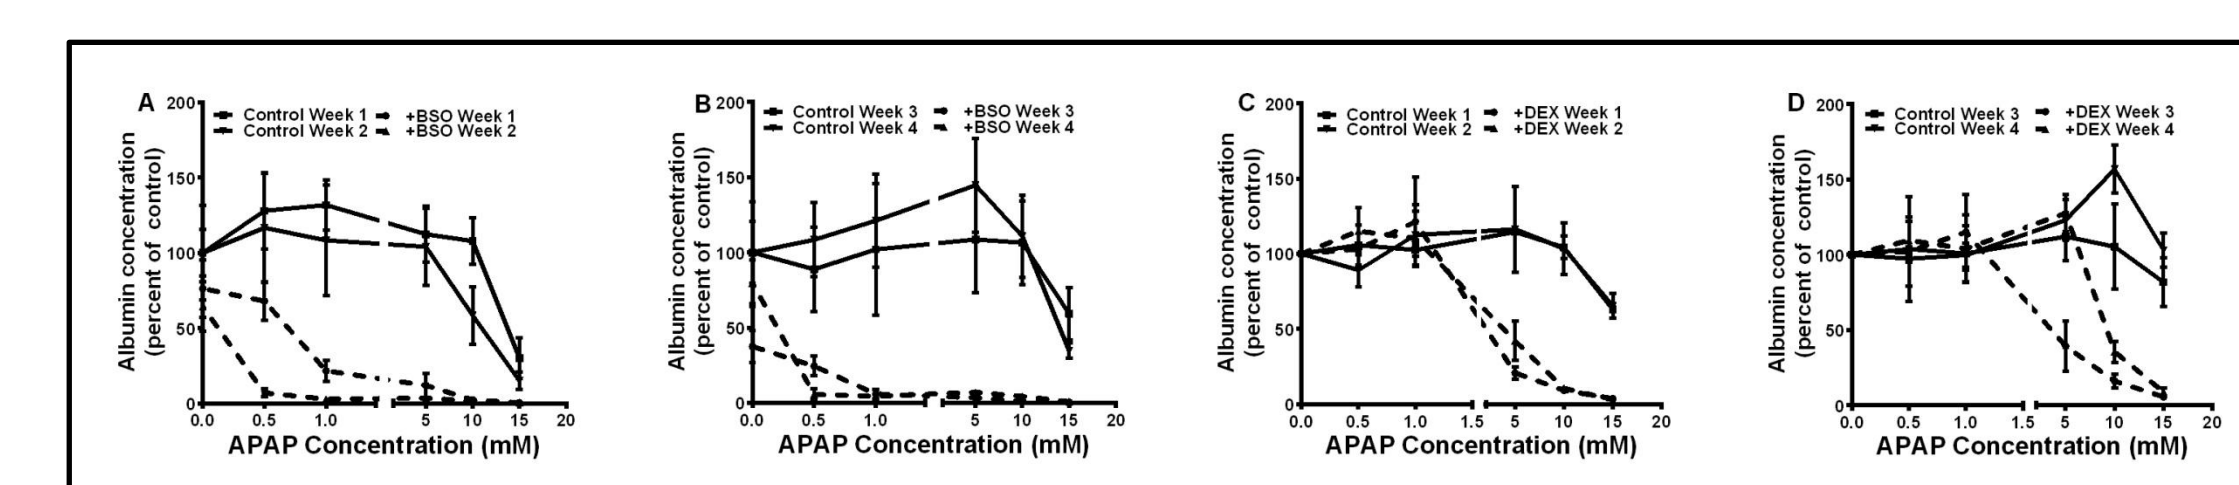 A
200
150
100
50
0
Albumin concentration
(percent of control)
Control Week 1
+BSO Week 1
Control Week 2
+BSO Week 2
0.0 0.5 1.0 5 10 15 20
APAP Concentration (mM)
B
200
150
100
50
0
Albumin concentration
(percent of control)
Control Week 3
+BSO Week 3
Control Week 4
+BSO Week 4
0.0 0.5 1.0 5 10 15 20
APAP Concentration (mM)
C
200
150
100
50
0
Albumin concentration
(percent of control)
Control Week 1
+DEX Week 1
Control Week 2
+DEX Week 2
0.0 0.5 1.0 1.5 5 10 15 20
APAP Concentration (mM)
D
200
150
100
50
0
Albumin concentration
(percent of control)
Control Week 3
+DEX Week 3
Control Week 4
+DEX Week 4
0.0 0.5 1.0 1.5 5 10 15 20
APAP Concentration (mM)